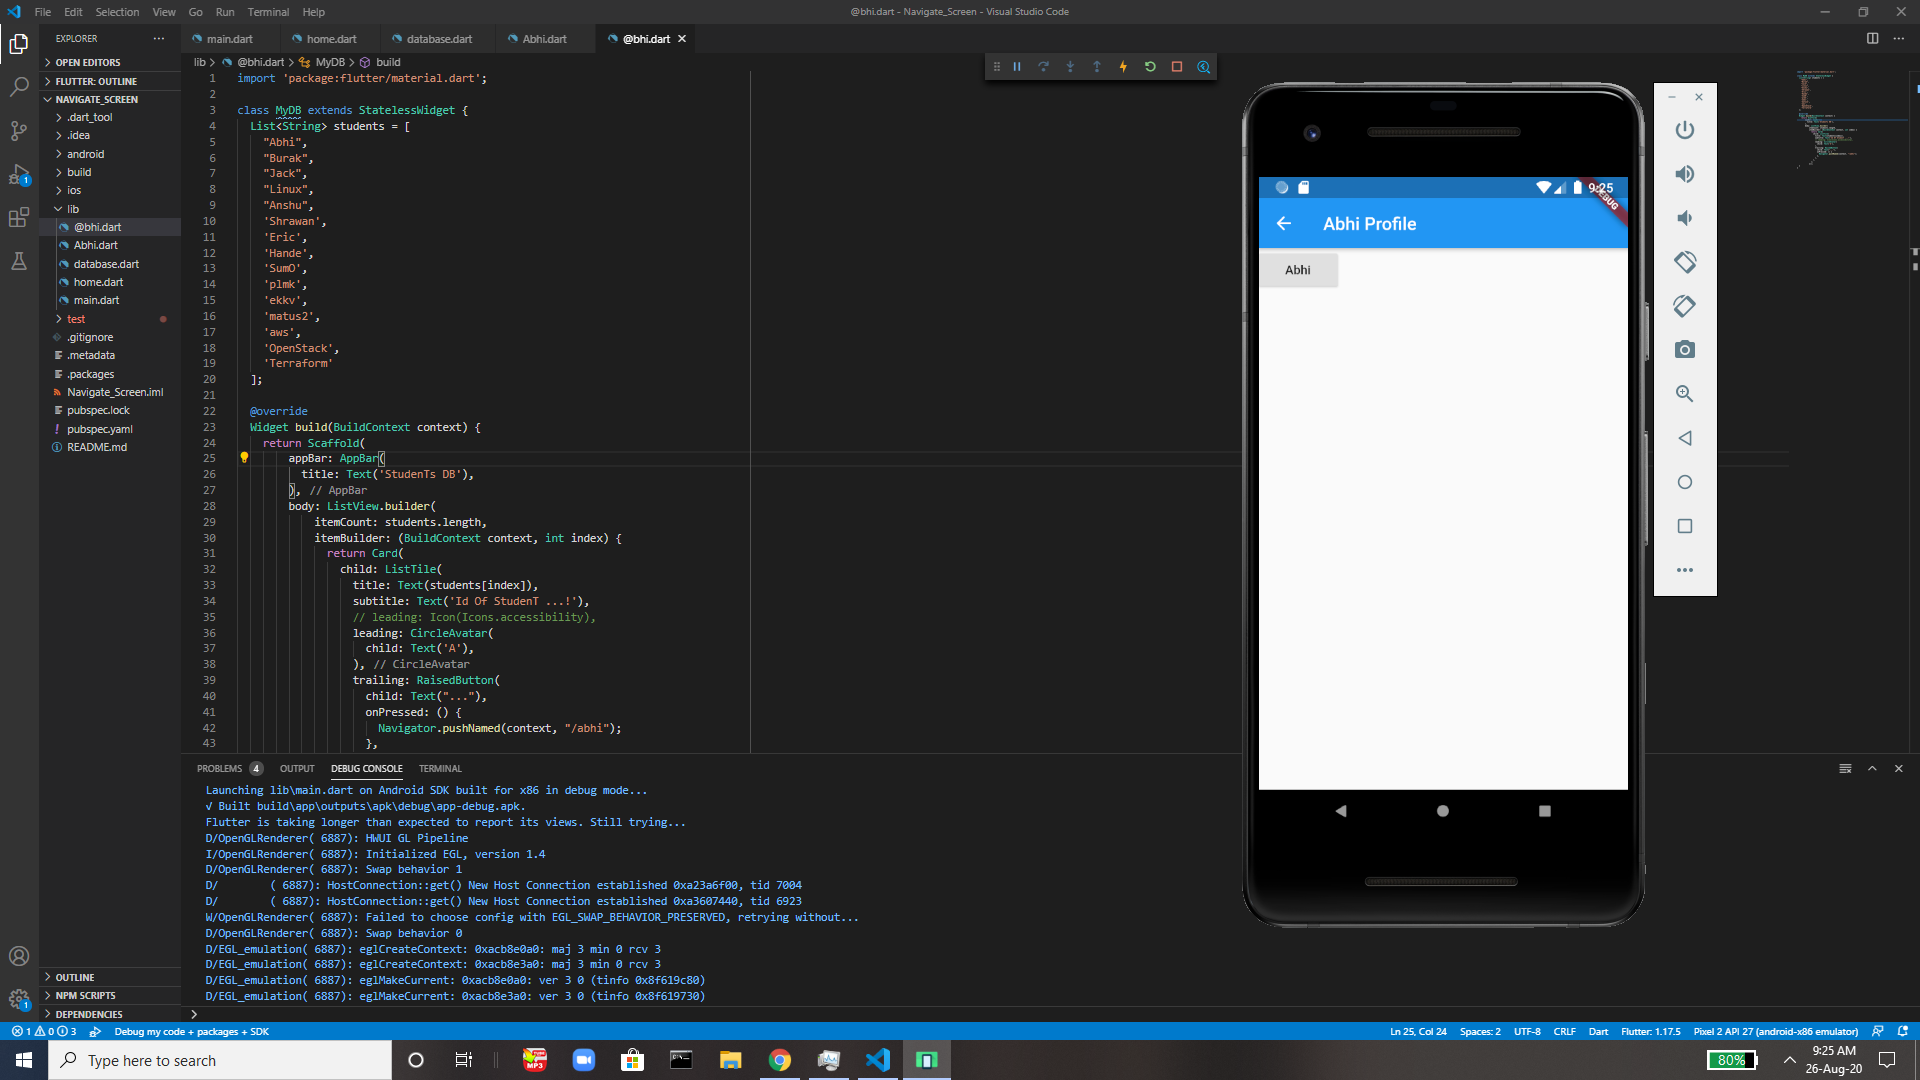 File Edit Selection View Go Run Terminal Help
@bhi.dart - Navigate_Screen - Visual Studio Code
EXPLORER
OPEN EDITORS
FLUTTER: OUTLINE
NAVIGATE_SCREEN
.dart_tool
.idea
android
build
ios
lib
@bhi.dart
Abhi.dart
database.dart
home.dart
main.dart
test
.gitignore
.metadata
.packages
Navigate_Screen.iml
pubspec.lock
pubspec.yaml
README.md
OUTLINE
NPM SCRIPTS
DEPENDENCIES
main.dart home.dart database.dart Abhi.dart @bhi.dart
lib > @bhi.dart > MyDB > build
1 import 'package:flutter/material.dart';
2
3 class MyDB extends StatelessWidget {
4 List<String> students = [
5 "Abhi",
6 "Burak",
7 "Jack",
8 "Linux",
9 "Anshu",
10 'Shrawan',
11 'Eric',
12 'Hande',
13 'SumO',
14 'plmk',
15 'ekkv',
16 'matus2',
17 'aws',
18 'OpenStack',
19 'Terraform'
20 ];
21
22 @override
23 Widget build(BuildContext context) {
24 return Scaffold(
25 appBar: AppBar(
26 title: Text('StudenTs DB'),
27 ), // AppBar
28 body: ListView.builder(
29 itemCount: students.length,
30 itemBuilder: (BuildContext context, int index) {
31 return Card(
32 child: ListTile(
33 title: Text(students[index]),
34 subtitle: Text('Id Of StudenT ...!'),
35 // leading: Icon(Icons.accessibility),
36 leading: CircleAvatar(
37 child: Text('A'),
38 ), // CircleAvatar
39 trailing: RaisedButton(
40 child: Text("..."),
41 onPressed: () {
42 Navigator.pushNamed(context, "/abhi");
43 },
PROBLEMS 4 OUTPUT DEBUG CONSOLE TERMINAL
Launching lib\main.dart on Android SDK built for x86 in debug mode...
√ Built build\app\outputs\apk\debug\app-debug.apk.
Flutter is taking longer than expected to report its views. Still trying...
D/OpenGLRenderer( 6887): HWUI GL Pipeline
I/OpenGLRenderer( 6887): Initialized EGL, version 1.4
D/OpenGLRenderer( 6887): Swap behavior 1
D/ ( 6887): HostConnection::get() New Host Connection established 0xa23a6f00, tid 7004
D/ ( 6887): HostConnection::get() New Host Connection established 0xa3607440, tid 6923
W/OpenGLRenderer( 6887): Failed to choose config with EGL_SWAP_BEHAVIOR_PRESERVED, retrying without...
D/OpenGLRenderer( 6887): Swap behavior 0
D/EGL_emulation( 6887): eglCreateContext: 0xacb8e0a0: maj 3 min 0 rcv 3
D/EGL_emulation( 6887): eglCreateContext: 0xacb8e3a0: maj 3 min 0 rcv 3
D/EGL_emulation( 6887): eglMakeCurrent: 0xacb8e0a0: ver 3 0 (tinfo 0x8f619c80)
D/EGL_emulation( 6887): eglMakeCurrent: 0xacb8e3a0: ver 3 0 (tinfo 0x8f619730)
9:25
DEBUG
Abhi Profile
Abhi
1 0 3 Debug my code + packages + SDK
Ln 25, Col 24 Spaces: 2 UTF-8 CRLF Dart Flutter: 1.17.5 Pixel 2 API 27 (android-x86 emulator)
Type here to search
MP3
80%
9:25 AM
26-Aug-20